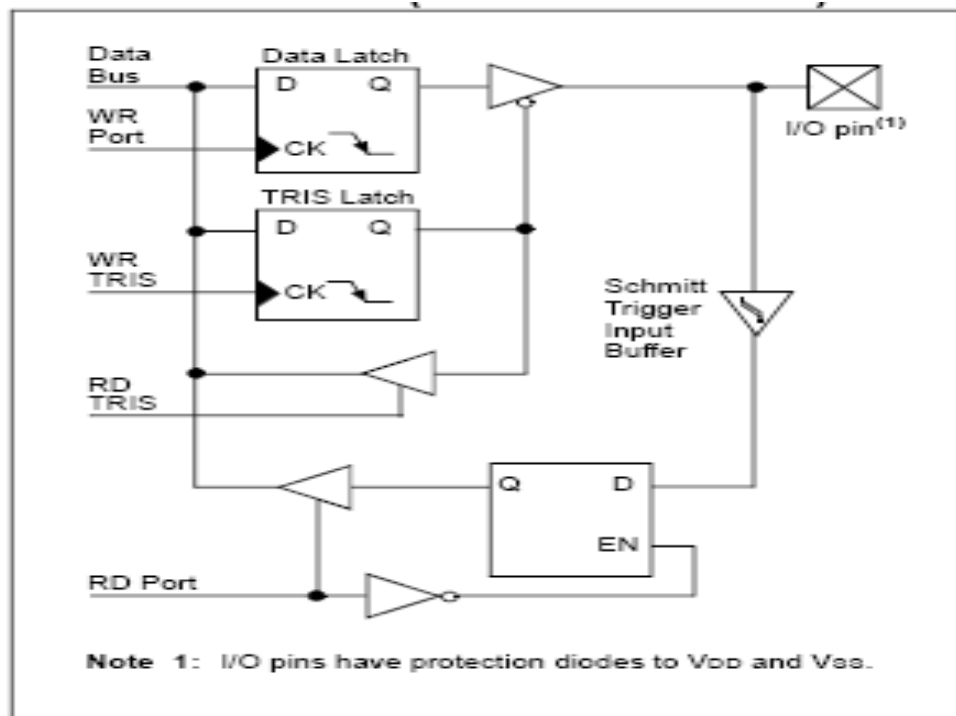 Data
Bus
Data Latch
D Q
WR
Port
CK
I/O pin(1)
TRIS Latch
D Q
WR
TRIS
CK
Schmitt
Trigger
Input
Buffer
RD
TRIS
Q D
EN
RD Port
Note 1: I/O pins have protection diodes to VDD and VSS.